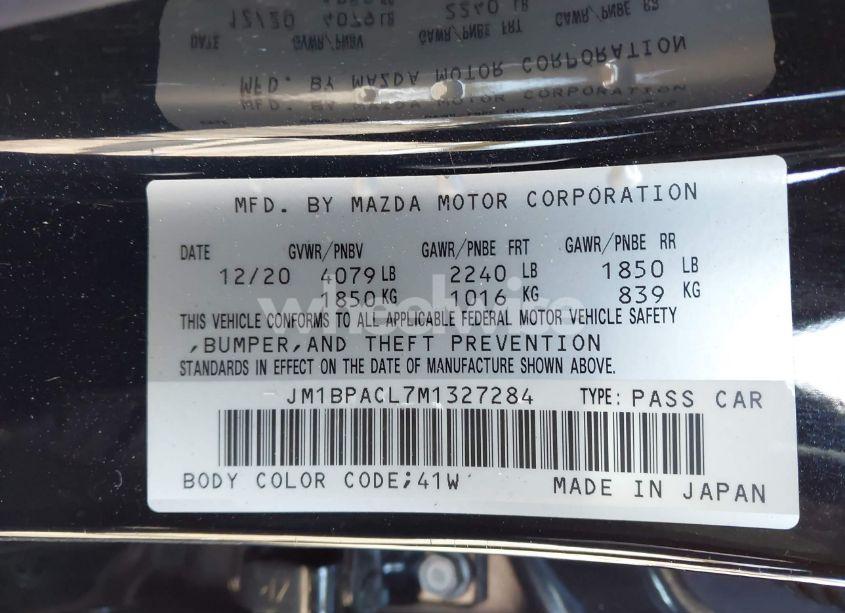 MFD. BY MAZDA MOTOR CORPORATION
DATE GVWR/PNBV GAWR/PNBE FRT GAWR/PNBE RR
12/20 4079 LB 2240 LB 1850 LB
1850 KG 1016 KG 839 KG
wheelwire
THIS VEHICLE CONFORMS TO ALL APPLICABLE FEDERAL MOTOR VEHICLE SAFETY
,BUMPER,AND THEFT PREVENTION
STANDARDS IN EFFECT ON THE DATE OF MANUFACTURE SHOWN ABOVE.
JM1BPACL7M1327284 TYPE: PASS CAR
BODY COLOR CODE;41W MADE IN JAPAN